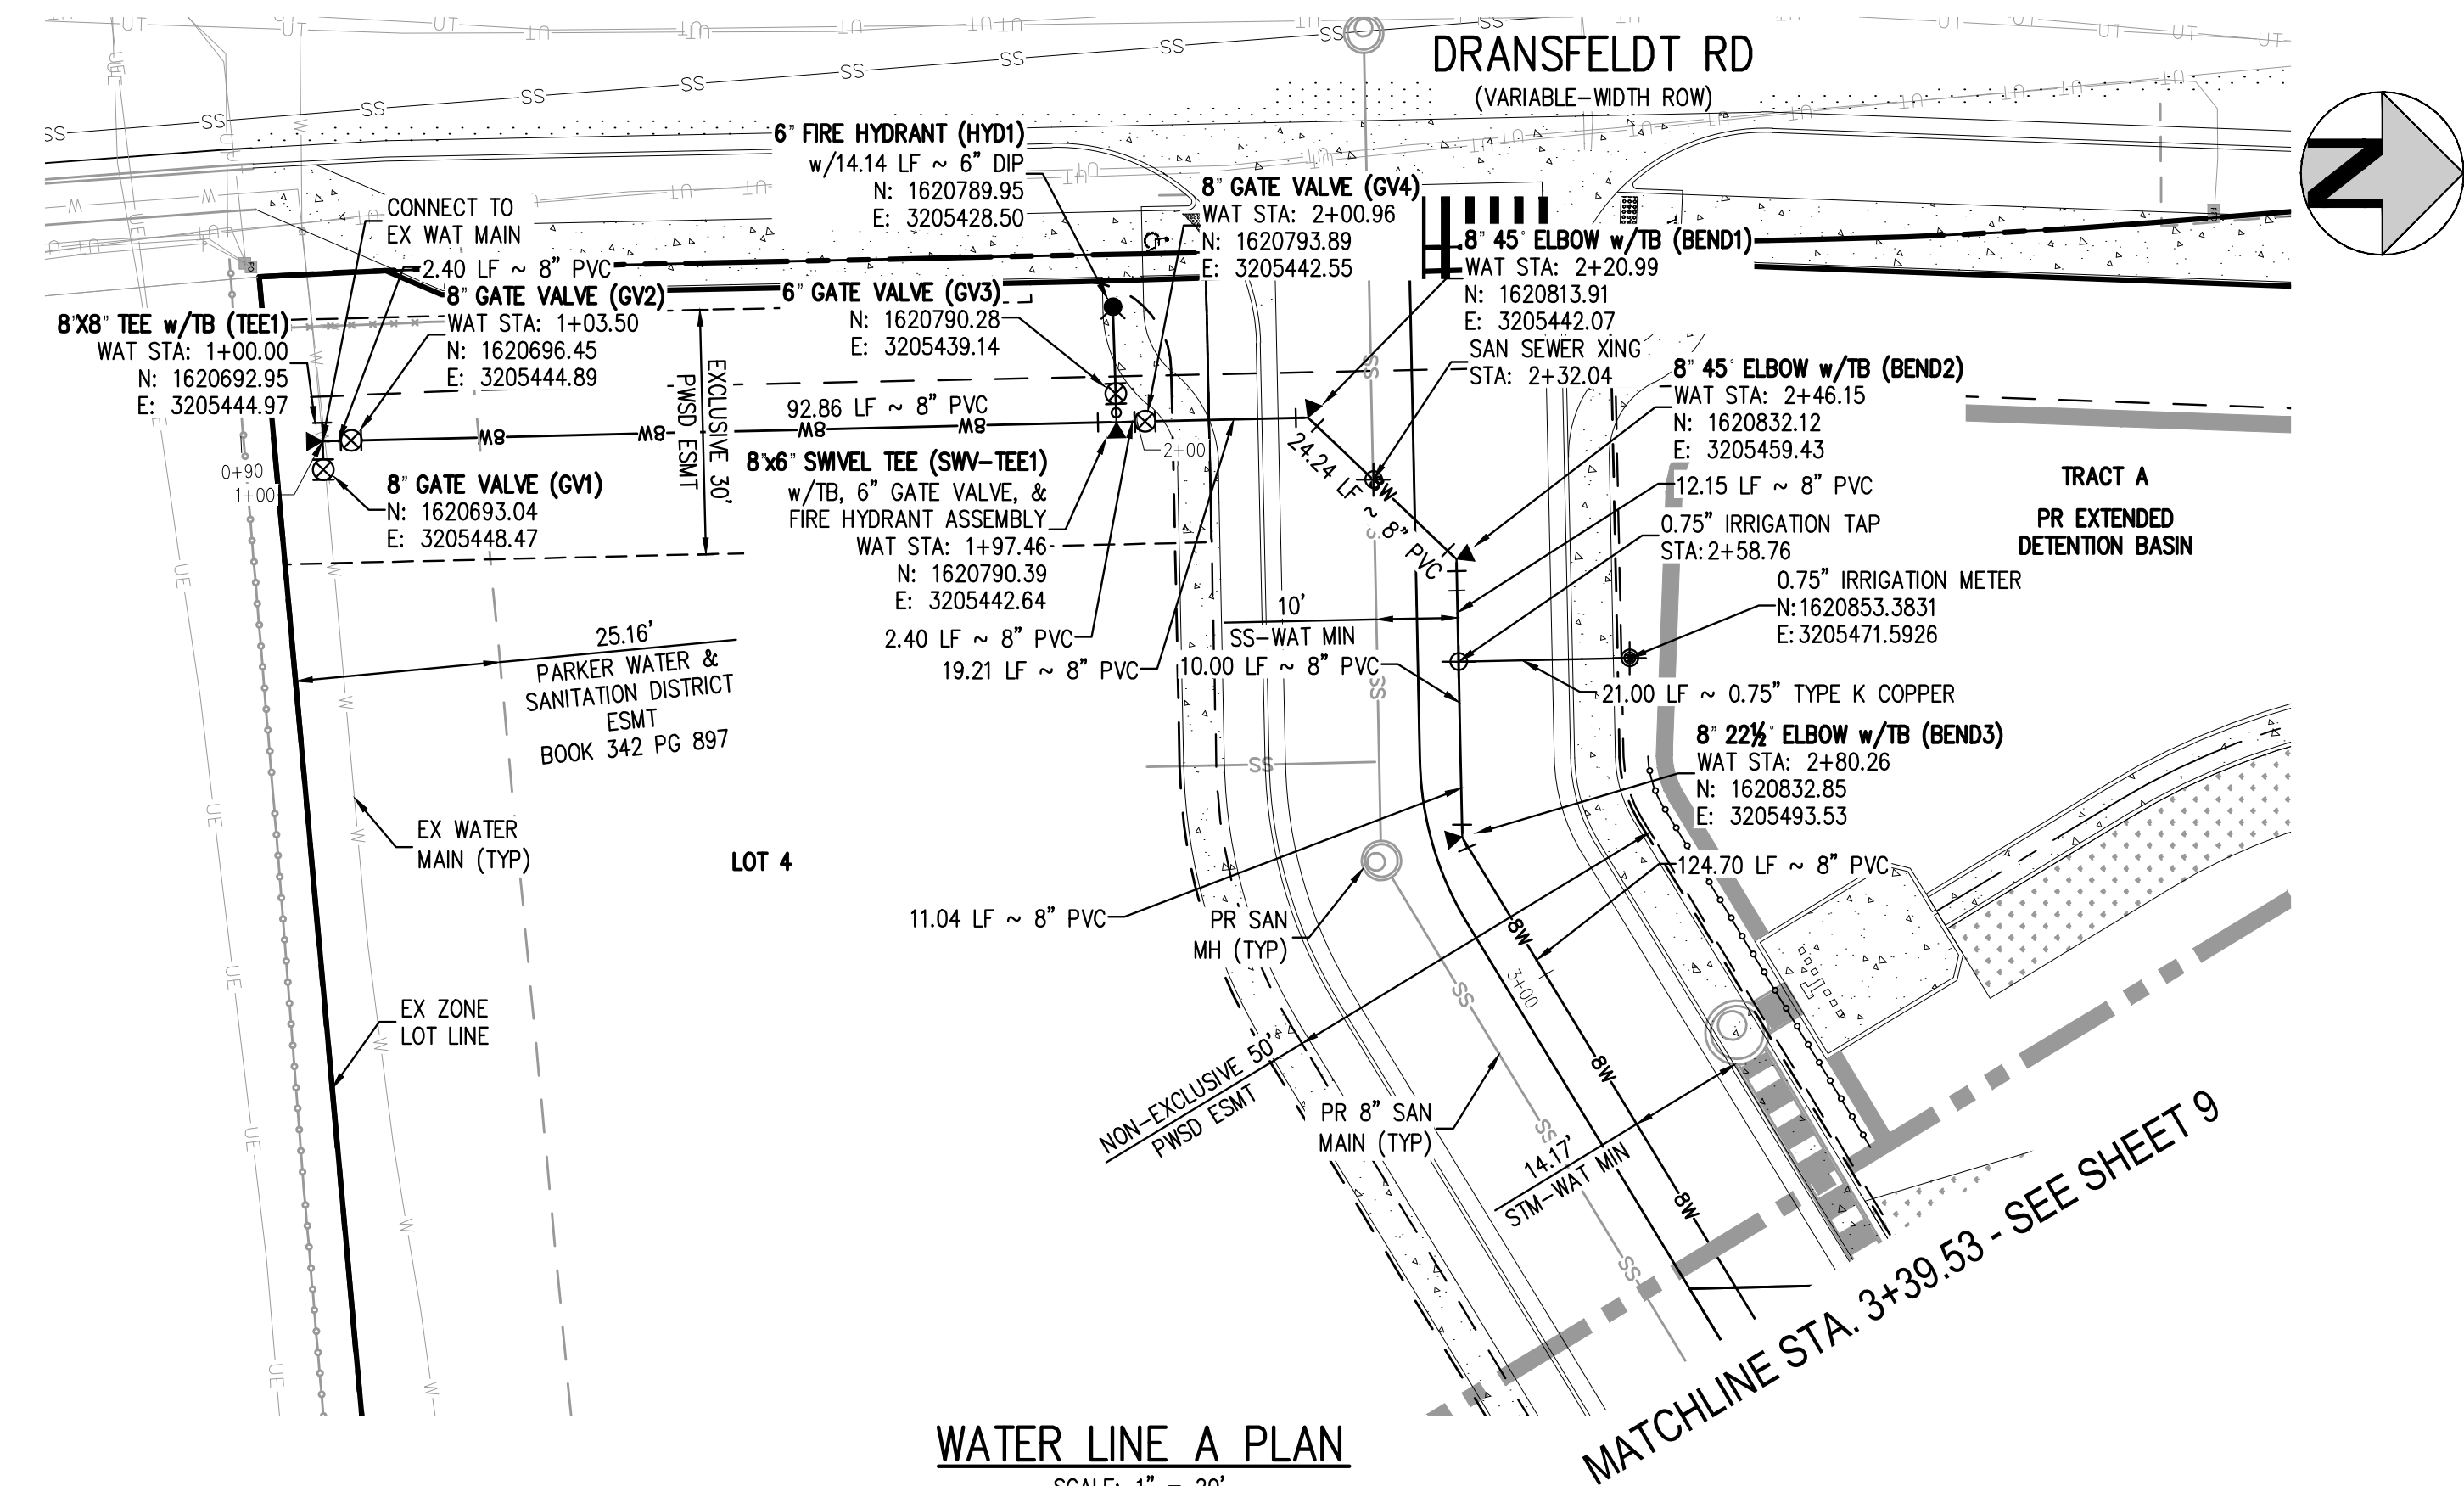 DRANSFELDT RD
(VARIABLE-WIDTH ROW)
N
6" FIRE HYDRANT (HYD1)
w/14.14 LF ~ 6" DIP
N: 1620789.95
E: 3205428.50
8" GATE VALVE (GV4)
WAT STA: 2+00.96
N: 1620793.89
E: 3205442.55
CONNECT TO
EX WAT MAIN
2.40 LF ~ 8" PVC
8" GATE VALVE (GV2)
WAT STA: 1+03.50
N: 1620696.45
E: 3205444.89
6" GATE VALVE (GV3)
N: 1620790.28
E: 3205439.14
8" 45° ELBOW w/TB (BEND1)
WAT STA: 2+20.99
N: 1620813.91
E: 3205442.07
SAN SEWER XING
STA: 2+32.04
8"X8" TEE w/TB (TEE1)
WAT STA: 1+00.00
N: 1620692.95
E: 3205444.97
8" 45° ELBOW w/TB (BEND2)
WAT STA: 2+46.15
N: 1620832.12
E: 3205459.43
EXCLUSIVE 30'
PWSD ESMT
92.86 LF ~ 8" PVC
8W
8W
8W
8W
2+00
24.24 LF ~ 8" PVC
8W
0+90
1+00
8" GATE VALVE (GV1)
N: 1620693.04
E: 3205448.47
8"x6" SWIVEL TEE (SWV-TEE1)
w/TB, 6" GATE VALVE, &
FIRE HYDRANT ASSEMBLY
WAT STA: 1+97.46
N: 1620790.39
E: 3205442.64
2.40 LF ~ 8" PVC
19.21 LF ~ 8" PVC
12.15 LF ~ 8" PVC
0.75" IRRIGATION TAP
STA:2+58.76
TRACT A
PR EXTENDED
DETENTION BASIN
0.75" IRRIGATION METER
N:1620853.3831
E:3205471.5926
10'
SS-WAT MIN
10.00 LF ~ 8" PVC
21.00 LF ~ 0.75" TYPE K COPPER
25.16'
PARKER WATER &
SANITATION DISTRICT
ESMT
BOOK 342 PG 897
8" 22½° ELBOW w/TB (BEND3)
WAT STA: 2+80.26
N: 1620832.85
E: 3205493.53
EX WATER
MAIN (TYP)
LOT 4
124.70 LF ~ 8" PVC
11.04 LF ~ 8" PVC
PR SAN
MH (TYP)
8W
3+00
EX ZONE
LOT LINE
NON-EXCLUSIVE 50'
PWSD ESMT
8W
PR 8" SAN
MAIN (TYP)
14.17'
STM-WAT MIN
8W
MATCHLINE STA. 3+39.53 - SEE SHEET 9
WATER LINE A PLAN